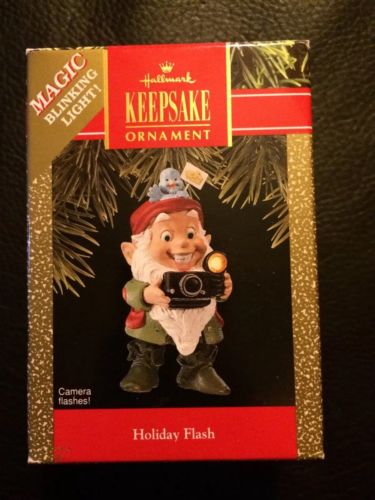 MAGIC
BLINKING
LIGHT!
Hallmark
KEEPSAKE
ORNAMENT
Camera
flashes!
Holiday Flash